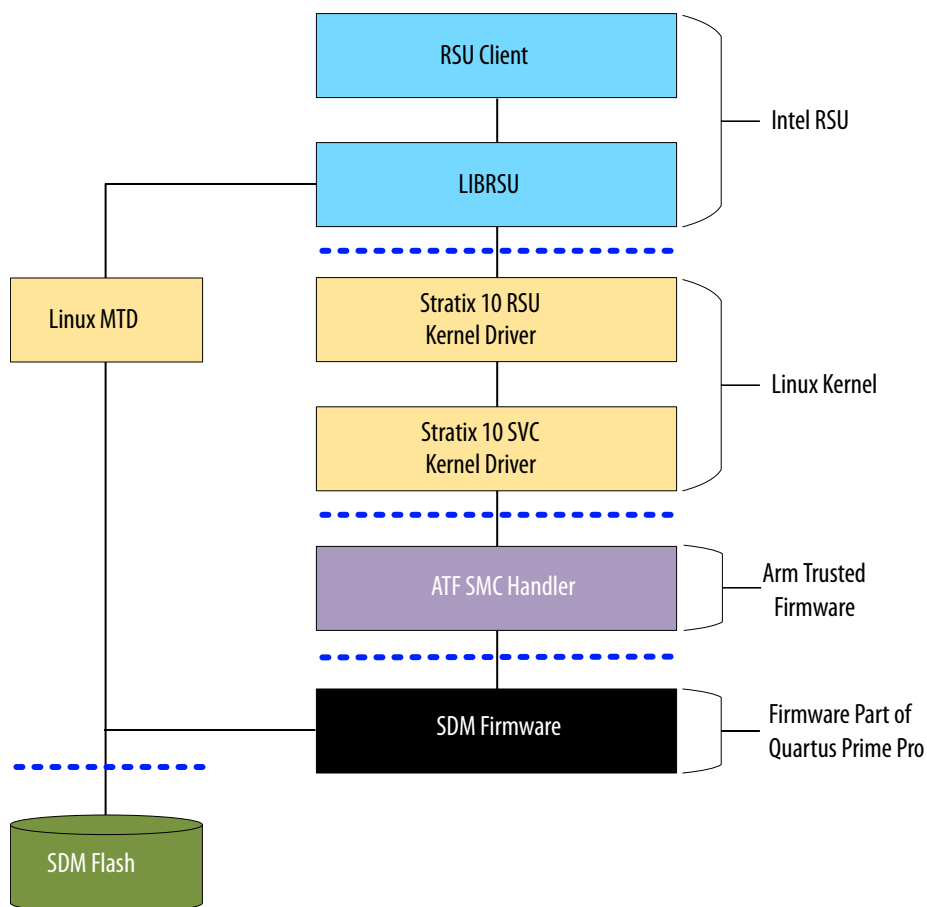 RSU Client
Intel RSU
LIBRSU
Linux MTD
Stratix 10 RSU
Kernel Driver
Linux Kernel
Stratix 10 SVC
Kernel Driver
ATF SMC Handler
Arm Trusted
Firmware
SDM Firmware
Firmware Part of
Quartus Prime Pro
SDM Flash